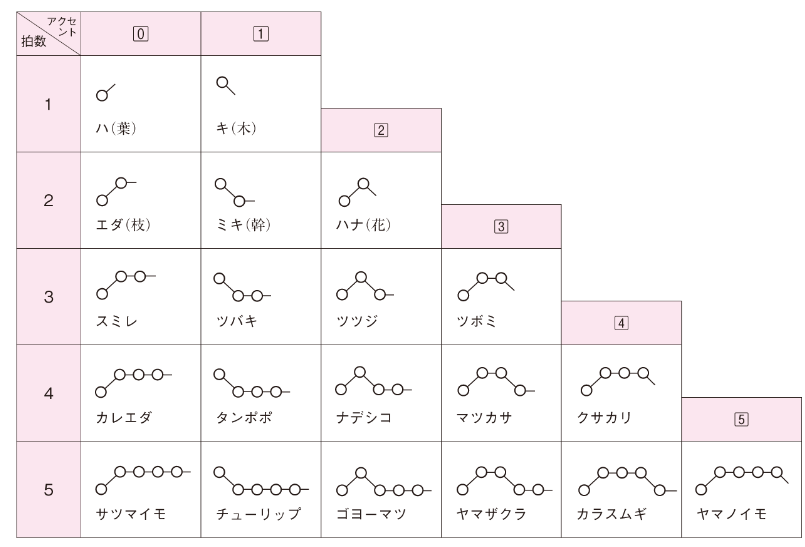 アクセ
ント
拍数
0 1
1
ハ(葉) キ(木)
2
2
エダ(枝) ミキ(幹) ハナ(花)
3
3
スミレ ツバキ ツツジ ツボミ
4
4
カレエダ タンポポ ナデシコ マツカサ クサカリ
5
5
サツマイモ チューリップ ゴヨーマツ ヤマザクラ カラスムギ ヤマノイモ